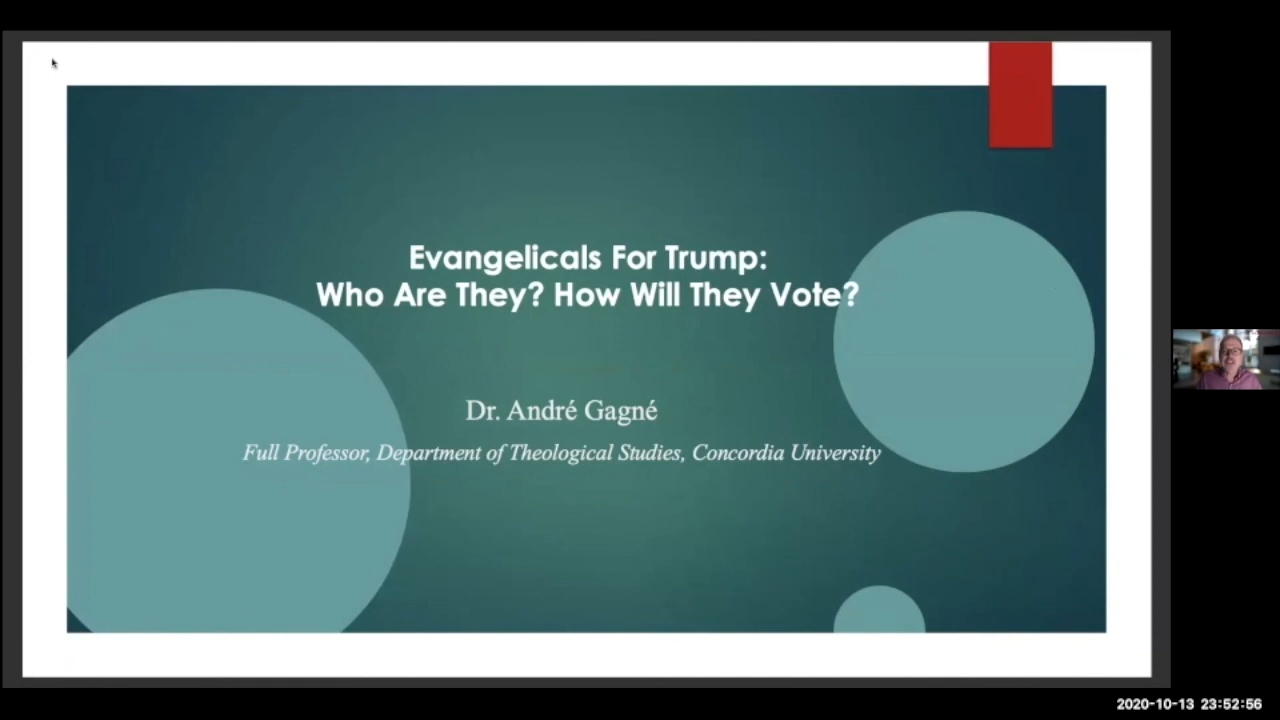 Evangelicals For Trump:
Who Are They? How Will They Vote?
Dr. André Gagné
Full Professor, Department of Theological Studies, Concordia University
2020-10-13 23:52:56